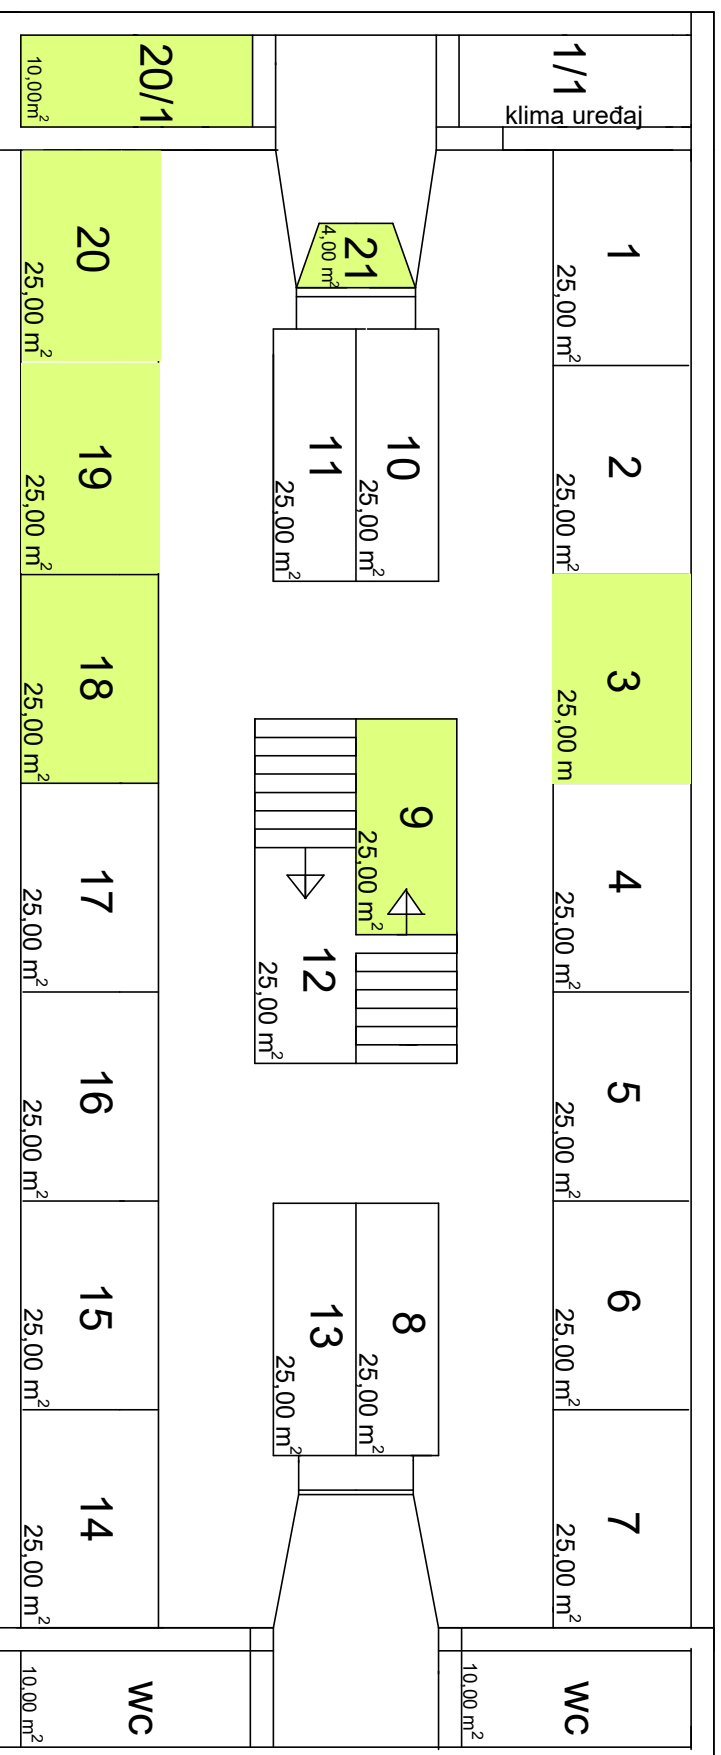 1/1
klima uređaj
20/1
10,00m²
1
25,00 m²
2
25,00 m²
3
25,00 m
4
25,00 m²
5
25,00 m²
6
25,00 m²
7
25,00 m²
WC
10,00 m²
21
4,00 m²
10
25,00 m²
11
25,00 m²
9
25,00 m²
12
25,00 m²
8
25,00 m²
13
25,00 m²
20
25,00 m²
19
25,00 m²
18
25,00 m²
17
25,00 m²
16
25,00 m²
15
25,00 m²
14
25,00 m²
WC
10,00 m²